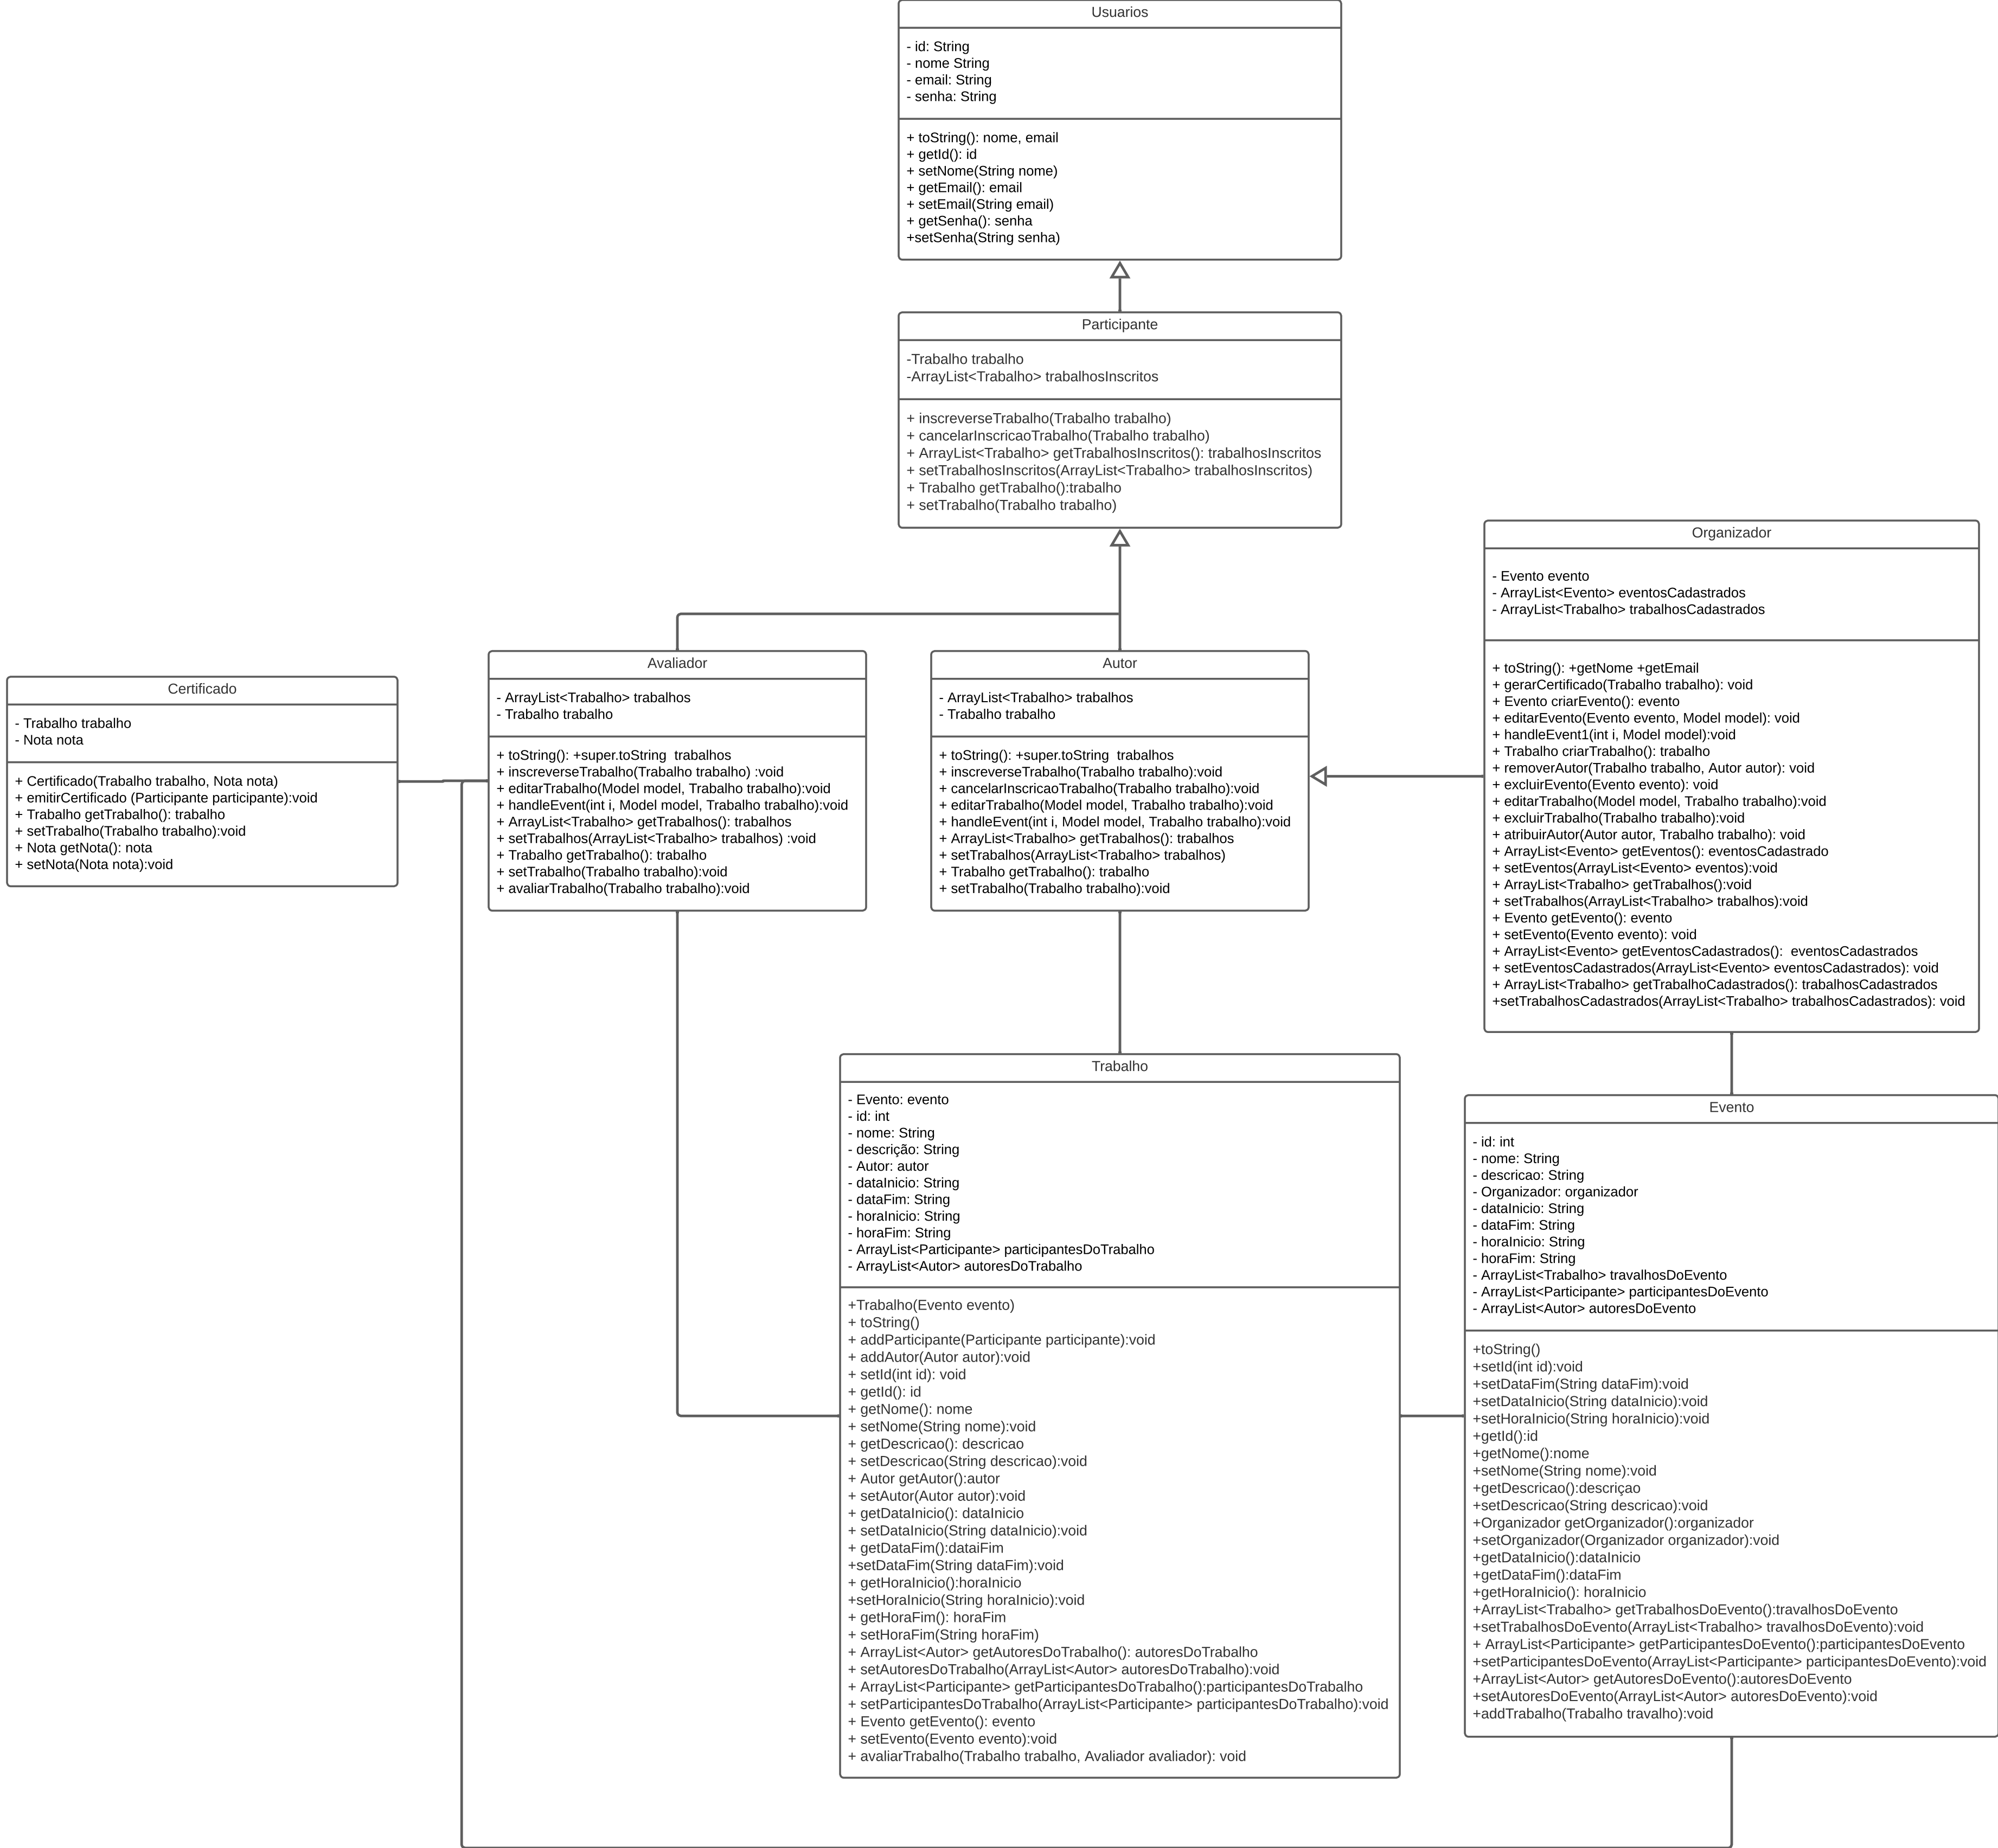 Usuarios
- id: String
- nome String
- email: String
- senha: String
+ toString(): nome, email
+ getId(): id
+ setNome(String nome)
+ getEmail(): email
+ setEmail(String email)
+ getSenha(): senha
+setSenha(String senha)
Participante
-Trabalho trabalho
-ArrayList<Trabalho> trabalhosInscritos
+ inscreverseTrabalho(Trabalho trabalho)
+ cancelarInscricaoTrabalho(Trabalho trabalho)
+ ArrayList<Trabalho> getTrabalhosInscritos(): trabalhosInscritos
+ setTrabalhosInscritos(ArrayList<Trabalho> trabalhosInscritos)
+ Trabalho getTrabalho():trabalho
+ setTrabalho(Trabalho trabalho)
Organizador
- Evento evento
- ArrayList<Evento> eventosCadastrados
- ArrayList<Trabalho> trabalhosCadastrados
+ toString(): +getNome +getEmail
+ gerarCertificado(Trabalho trabalho): void
+ Evento criarEvento(): evento
+ editarEvento(Evento evento, Model model): void
+ handleEvent1(int i, Model model):void
+ Trabalho criarTrabalho(): trabalho
+ removerAutor(Trabalho trabalho, Autor autor): void
+ excluirEvento(Evento evento): void
+ editarTrabalho(Model model, Trabalho trabalho):void
+ excluirTrabalho(Trabalho trabalho):void
+ atribuirAutor(Autor autor, Trabalho trabalho): void
+ ArrayList<Evento> getEventos(): eventosCadastrado
+ setEventos(ArrayList<Evento> eventos):void
+ ArrayList<Trabalho> getTrabalhos():void
+ setTrabalhos(ArrayList<Trabalho> trabalhos):void
+ Evento getEvento(): evento
+ setEvento(Evento evento): void
+ ArrayList<Evento> getEventosCadastrados():  eventosCadastrados
+ setEventosCadastrados(ArrayList<Evento> eventosCadastrados): void
+ ArrayList<Trabalho> getTrabalhoCadastrados(): trabalhosCadastrados
+setTrabalhosCadastrados(ArrayList<Trabalho> trabalhosCadastrados): void
Certificado
- Trabalho trabalho
- Nota nota
+ Certificado(Trabalho trabalho, Nota nota)
+ emitirCertificado (Participante participante):void
+ Trabalho getTrabalho(): trabalho
+ setTrabalho(Trabalho trabalho):void
+ Nota getNota(): nota
+ setNota(Nota nota):void
Avaliador
- ArrayList<Trabalho> trabalhos
- Trabalho trabalho
+ toString(): +super.toString  trabalhos
+ inscreverseTrabalho(Trabalho trabalho) :void
+ editarTrabalho(Model model, Trabalho trabalho):void
+ handleEvent(int i, Model model, Trabalho trabalho):void
+ ArrayList<Trabalho> getTrabalhos(): trabalhos
+ setTrabalhos(ArrayList<Trabalho> trabalhos) :void
+ Trabalho getTrabalho(): trabalho
+ setTrabalho(Trabalho trabalho):void
+ avaliarTrabalho(Trabalho trabalho):void
Autor
- ArrayList<Trabalho> trabalhos
- Trabalho trabalho
+ toString(): +super.toString  trabalhos
+ inscreverseTrabalho(Trabalho trabalho):void
+ cancelarInscricaoTrabalho(Trabalho trabalho):void
+ editarTrabalho(Model model, Trabalho trabalho):void
+ handleEvent(int i, Model model, Trabalho trabalho):void
+ ArrayList<Trabalho> getTrabalhos(): trabalhos
+ setTrabalhos(ArrayList<Trabalho> trabalhos)
+ Trabalho getTrabalho(): trabalho
+ setTrabalho(Trabalho trabalho):void
Trabalho
- Evento: evento
- id: int
- nome: String
- descrição: String
- Autor: autor
- dataInicio: String
- dataFim: String
- horaInicio: String
- horaFim: String
- ArrayList<Participante> participantesDoTrabalho
- ArrayList<Autor> autoresDoTrabalho
+Trabalho(Evento evento)
+ toString()
+ addParticipante(Participante participante):void
+ addAutor(Autor autor):void
+ setId(int id): void
+ getId(): id
+ getNome(): nome
+ setNome(String nome):void
+ getDescricao(): descricao
+ setDescricao(String descricao):void
+ Autor getAutor():autor
+ setAutor(Autor autor):void
+ getDataInicio(): dataInicio
+ setDataInicio(String dataInicio):void
+ getDataFim():dataiFim
+setDataFim(String dataFim):void
+ getHoraInicio():horaInicio
+setHoraInicio(String horaInicio):void
+ getHoraFim(): horaFim
+ setHoraFim(String horaFim)
+ ArrayList<Autor> getAutoresDoTrabalho(): autoresDoTrabalho
+ setAutoresDoTrabalho(ArrayList<Autor> autoresDoTrabalho):void
+ ArrayList<Participante> getParticipantesDoTrabalho():participantesDoTrabalho
+ setParticipantesDoTrabalho(ArrayList<Participante> participantesDoTrabalho):void
+ Evento getEvento(): evento
+ setEvento(Evento evento):void
+ avaliarTrabalho(Trabalho trabalho, Avaliador avaliador): void
Evento
- id: int
- nome: String
- descricao: String
- Organizador: organizador
- dataInicio: String
- dataFim: String
- horaInicio: String
- horaFim: String
- ArrayList<Trabalho> travalhosDoEvento
- ArrayList<Participante> participantesDoEvento
- ArrayList<Autor> autoresDoEvento
+toString()
+setId(int id):void
+setDataFim(String dataFim):void
+setDataInicio(String dataInicio):void
+setHoraInicio(String horaInicio):void
+getId():id
+getNome():nome
+setNome(String nome):void
+getDescricao():descriçao
+setDescricao(String descricao):void
+Organizador getOrganizador():organizador
+setOrganizador(Organizador organizador):void
+getDataInicio():dataInicio
+getDataFim():dataFim
+getHoraInicio(): horaInicio
+ArrayList<Trabalho> getTrabalhosDoEvento():travalhosDoEvento
+setTrabalhosDoEvento(ArrayList<Trabalho> travalhosDoEvento):void
+ ArrayList<Participante> getParticipantesDoEvento():participantesDoEvento
+setParticipantesDoEvento(ArrayList<Participante> participantesDoEvento):void
+ArrayList<Autor> getAutoresDoEvento():autoresDoEvento
+setAutoresDoEvento(ArrayList<Autor> autoresDoEvento):void
+addTrabalho(Trabalho travalho):void